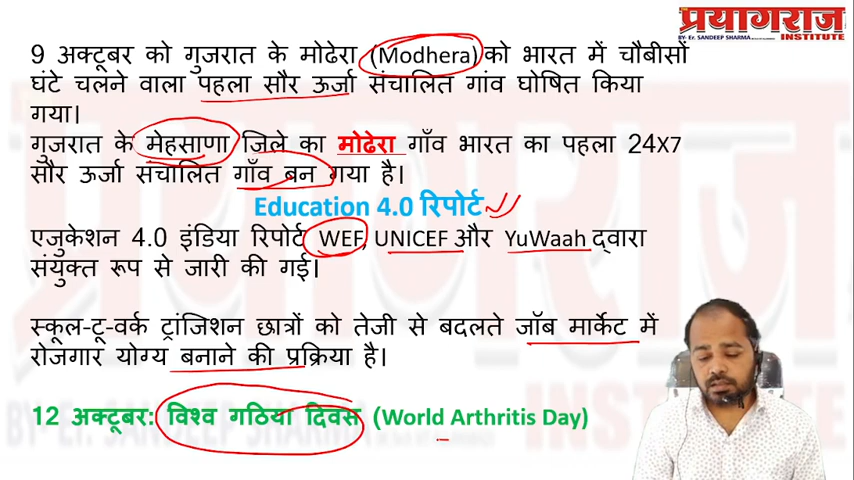 प्रयागराज
INSTITUTE
BY- Er. SANDEEP SHARMA
9 अक्टूबर को गुजरात के मोढेरा (Modhera) को भारत में चौबीसों
घंटे चलने वाला पहला सौर ऊर्जा संचालित गांव घोषित किया
गया।
गुजरात के मेहसाणा जिले का मोढेरा गाँव भारत का पहला 24X7
सौर ऊर्जा संचालित गाँव बन गया है।
Education 4.0 रिपोर्ट
एजुकेशन 4.0 इंडिया रिपोर्ट WEF, UNICEF और YuWaah द्वारा
संयुक्त रूप से जारी की गई।
स्कूल-टू-वर्क ट्रांजिशन छात्रों को तेजी से बदलते जॉब मार्केट में
रोजगार योग्य बनाने की प्रक्रिया है।
12 अक्टूबर: विश्व गठिया दिवस (World Arthritis Day)